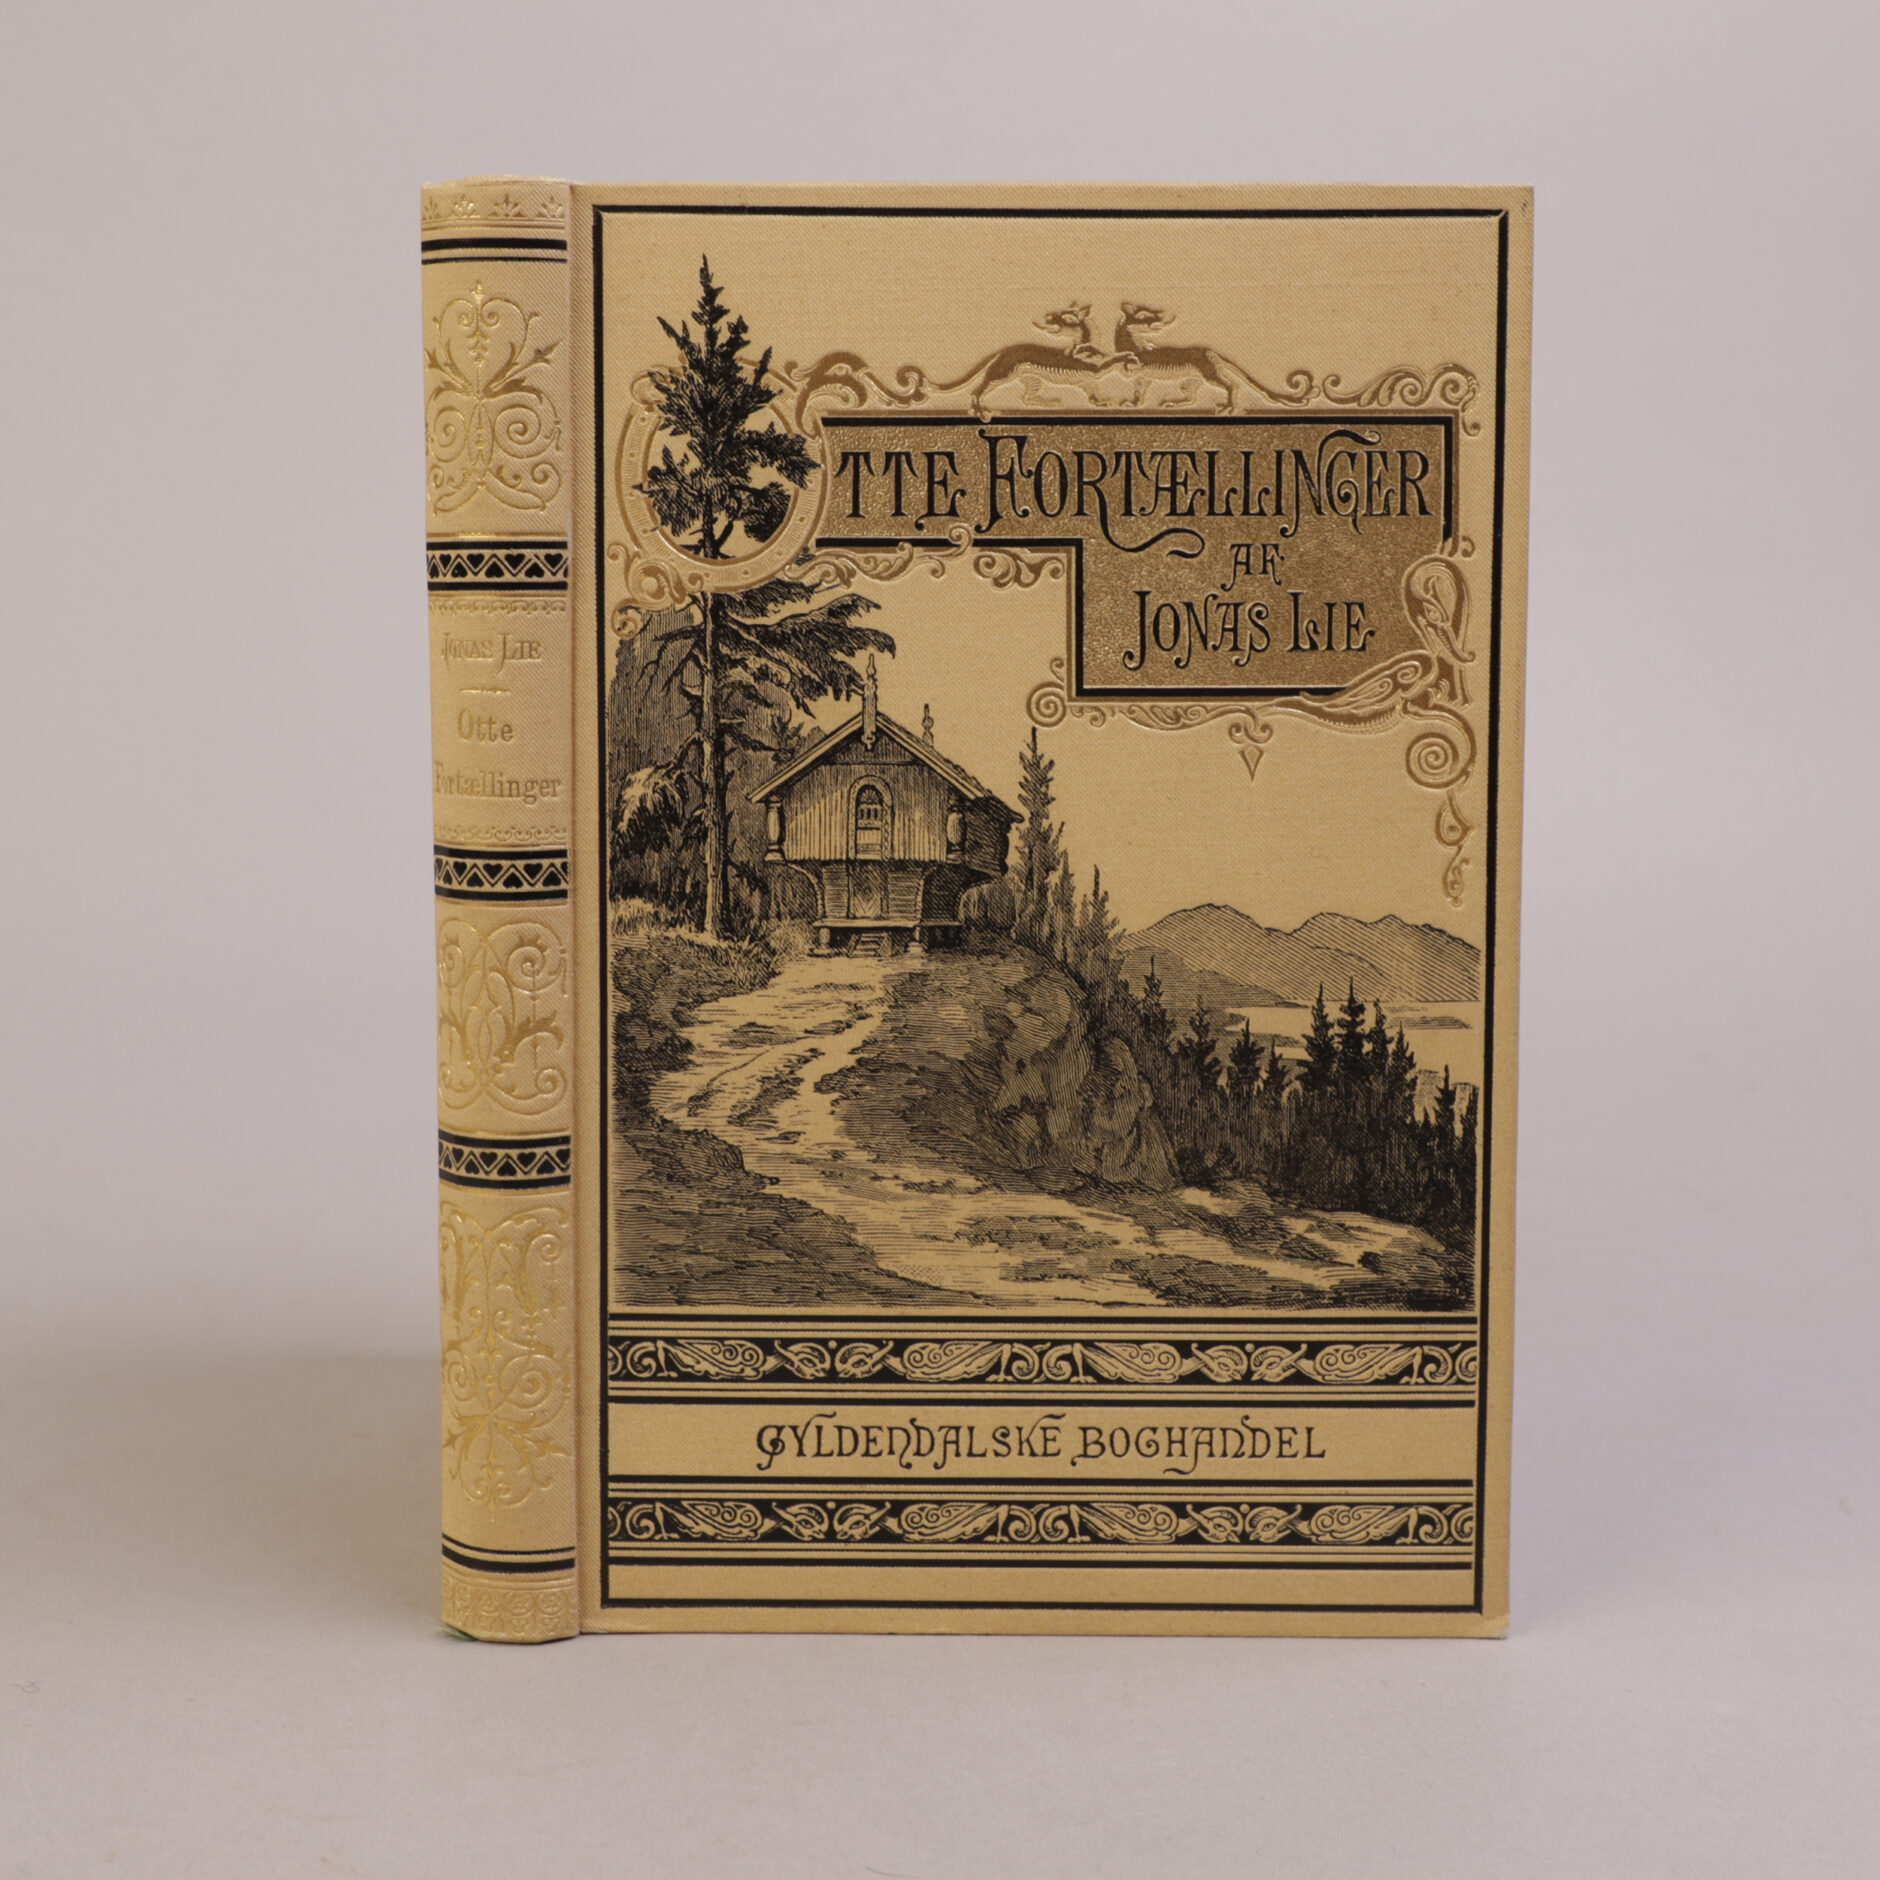 OTTE FORTÆLLINGER
AF
JONAS LIE
GYLDENDALSKE BOGHANDEL
JONAS LIE
Otte
Fortællinger